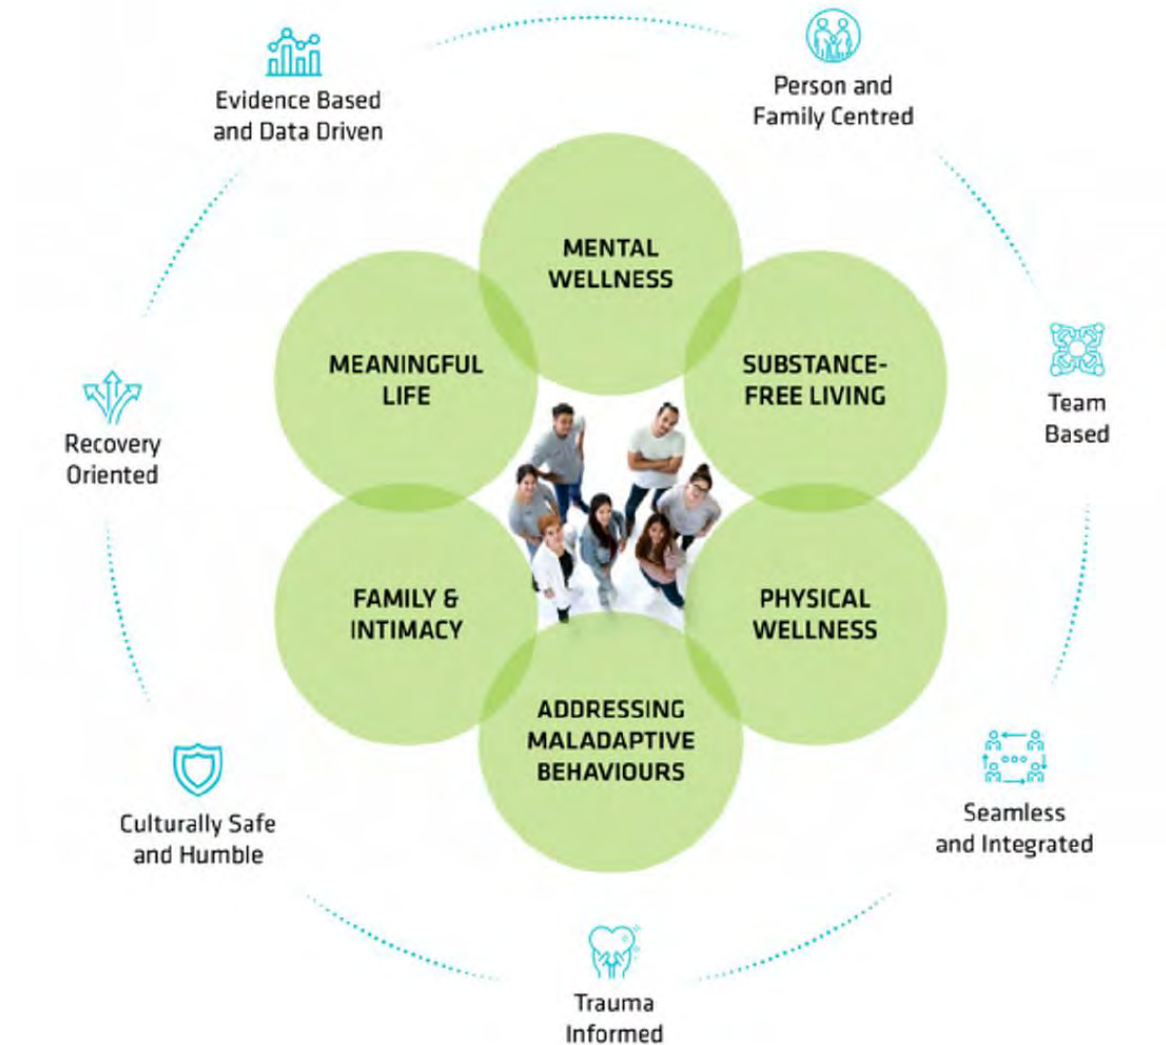 Evidence Based
and Data Driven
Person and
Family Centred
MENTAL
WELLNESS
MEANINGFUL
LIFE
SUBSTANCE-
FREE LIVING
Recovery
Oriented
Team
Based
FAMILY &
INTIMACY
PHYSICAL
WELLNESS
ADDRESSING
MALADAPTIVE
BEHAVIOURS
Culturally Safe
and Humble
Seamless
and Integrated
Trauma
Informed